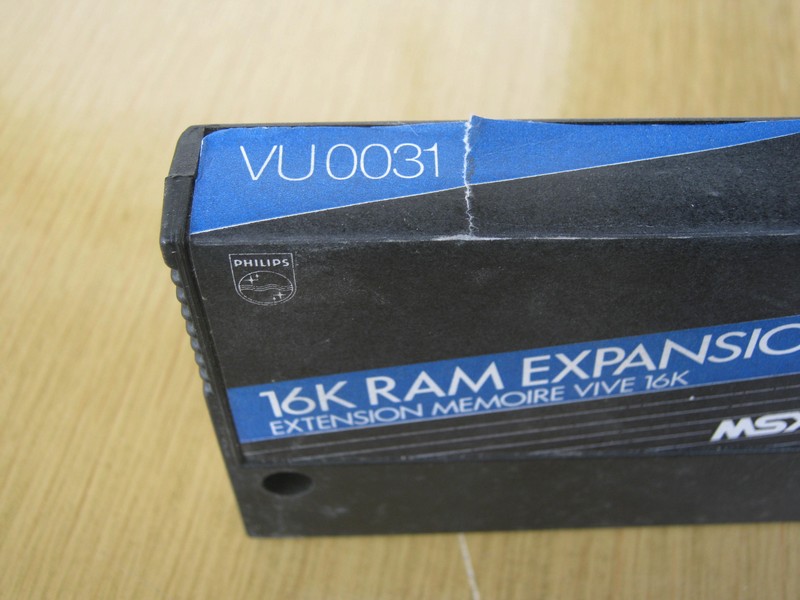 VU 0031
PHILIPS
16K RAM EXPANSIO
EXTENSION MEMOIRE VIVE 16K
MSX